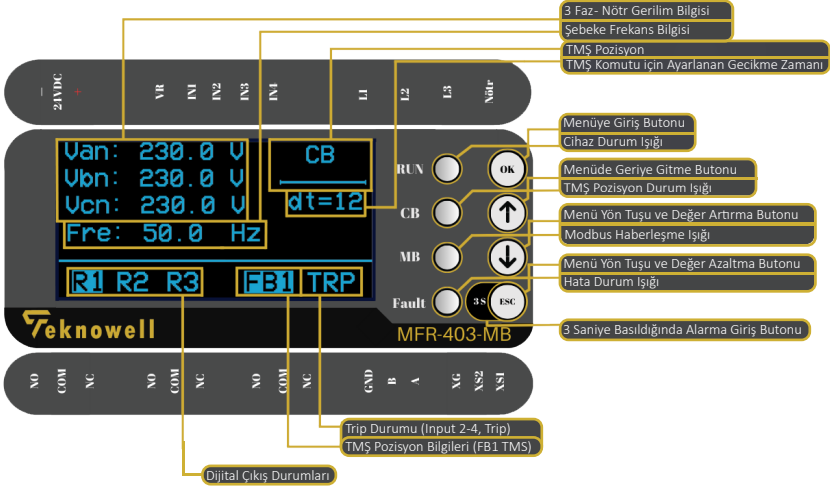 3 Faz- Nötr Gerilim Bilgisi
Şebeke Frekans Bilgisi
TMŞ Pozisyon
TMŞ Komutu için Ayarlanan Gecikme Zamanı
− 24VDC + VR IN1 IN2 IN3 IN4 L1 L2 L3 Nötr
Menüye Giriş Butonu
Cihaz Durum Işığı
Menüde Geriye Gitme Butonu
TMŞ Pozisyon Durum Işığı
Menü Yön Tuşu ve Değer Artırma Butonu
Modbus Haberleşme Işığı
Menü Yön Tuşu ve Değer Azaltma Butonu
Hata Durum Işığı
3 Saniye Basıldığında Alarma Giriş Butonu
Van: 230.0 V
Vbn: 230.0 V
Vcn: 230.0 V
Fre: 50.0 Hz
CB
dt=12
R1 R2 R3 FB1 TRP
RUN OK
CB ↑
MB ↓
Fault 3 S ESC
Teknowell
MFR-403-MB
NO COM NC NO COM NC NO COM NC GND B A XG XS2 XS1
Trip Durumu (Input 2-4, Trip)
TMŞ Pozisyon Bilgileri (FB1 TMS)
Dijital Çıkış Durumları